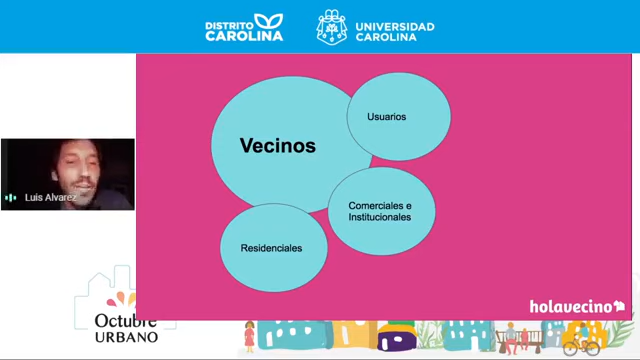 DISTRITO
CAROLINA
UNIVERSIDAD
CAROLINA
Vecinos
Usuarios
Comerciales e
Institucionales
Residenciales
Luis Alvarez
holavecino
Octubre
URBANO